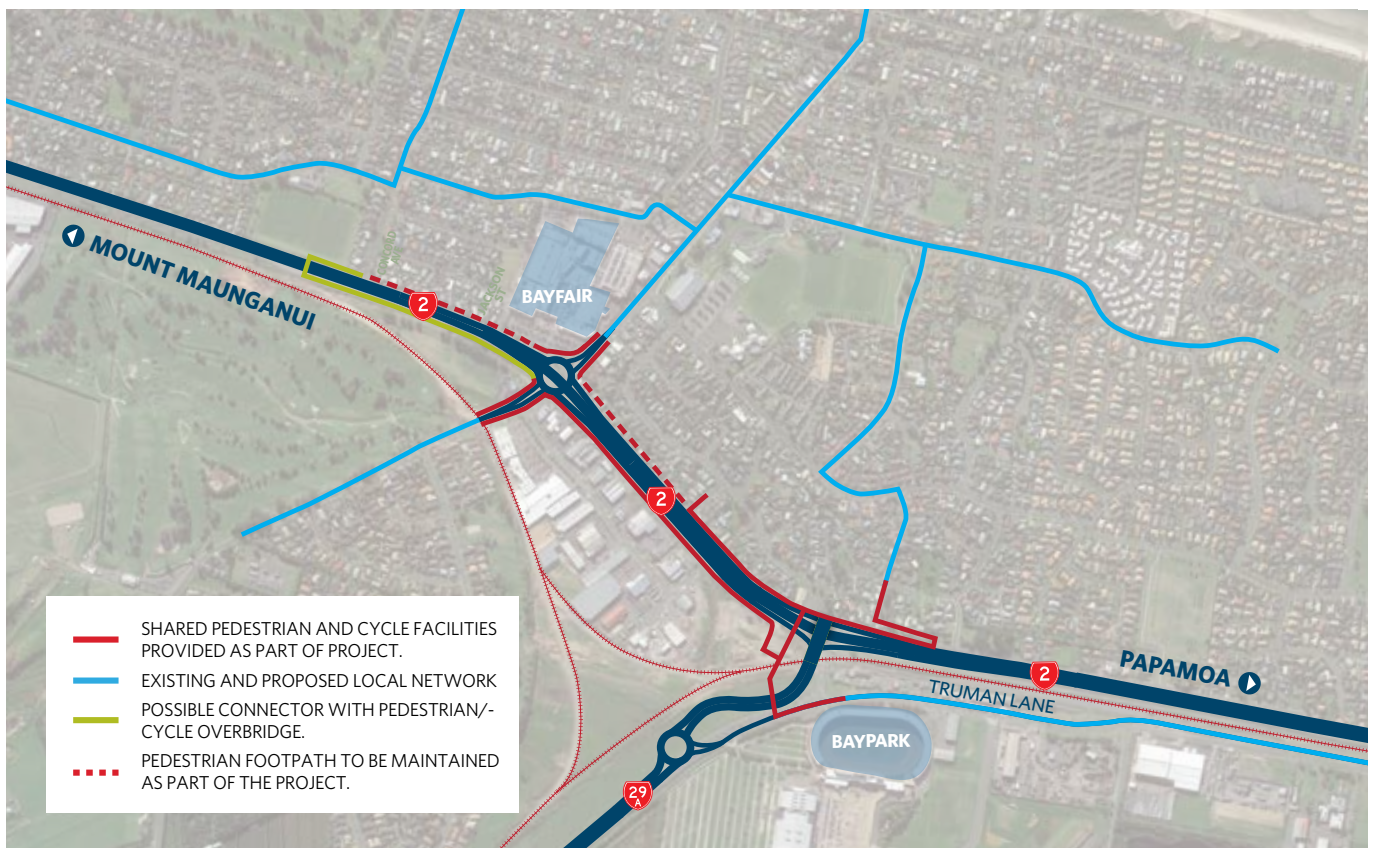 MOUNT MAUNGANUI
2
BAYFAIR
2
PAPAMOA
2
TRUMAN LANE
BAYPARK
29
A
SHARED PEDESTRIAN AND CYCLE FACILITIES
PROVIDED AS PART OF PROJECT.
EXISTING AND PROPOSED LOCAL NETWORK
POSSIBLE CONNECTOR WITH PEDESTRIAN/-
CYCLE OVERBRIDGE.
PEDESTRIAN FOOTPATH TO BE MAINTAINED
AS PART OF THE PROJECT.